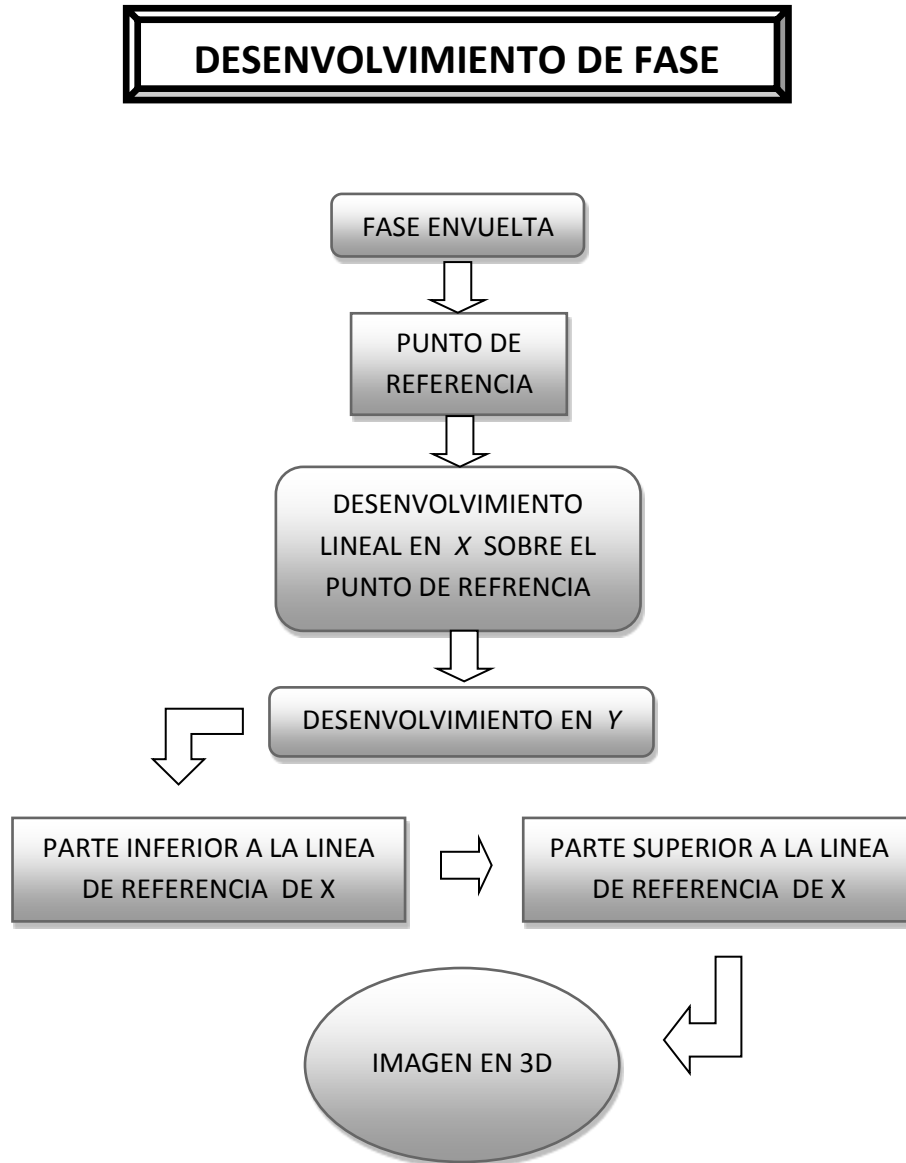 DESENVOLVIMIENTO DE FASE
FASE ENVUELTA
PUNTO DE
REFERENCIA
DESENVOLVIMIENTO
LINEAL EN X SOBRE EL
PUNTO DE REFRENCIA
DESENVOLVIMIENTO EN Y
PARTE INFERIOR A LA LINEA
DE REFERENCIA DE X
PARTE SUPERIOR A LA LINEA
DE REFERENCIA DE X
IMAGEN EN 3D